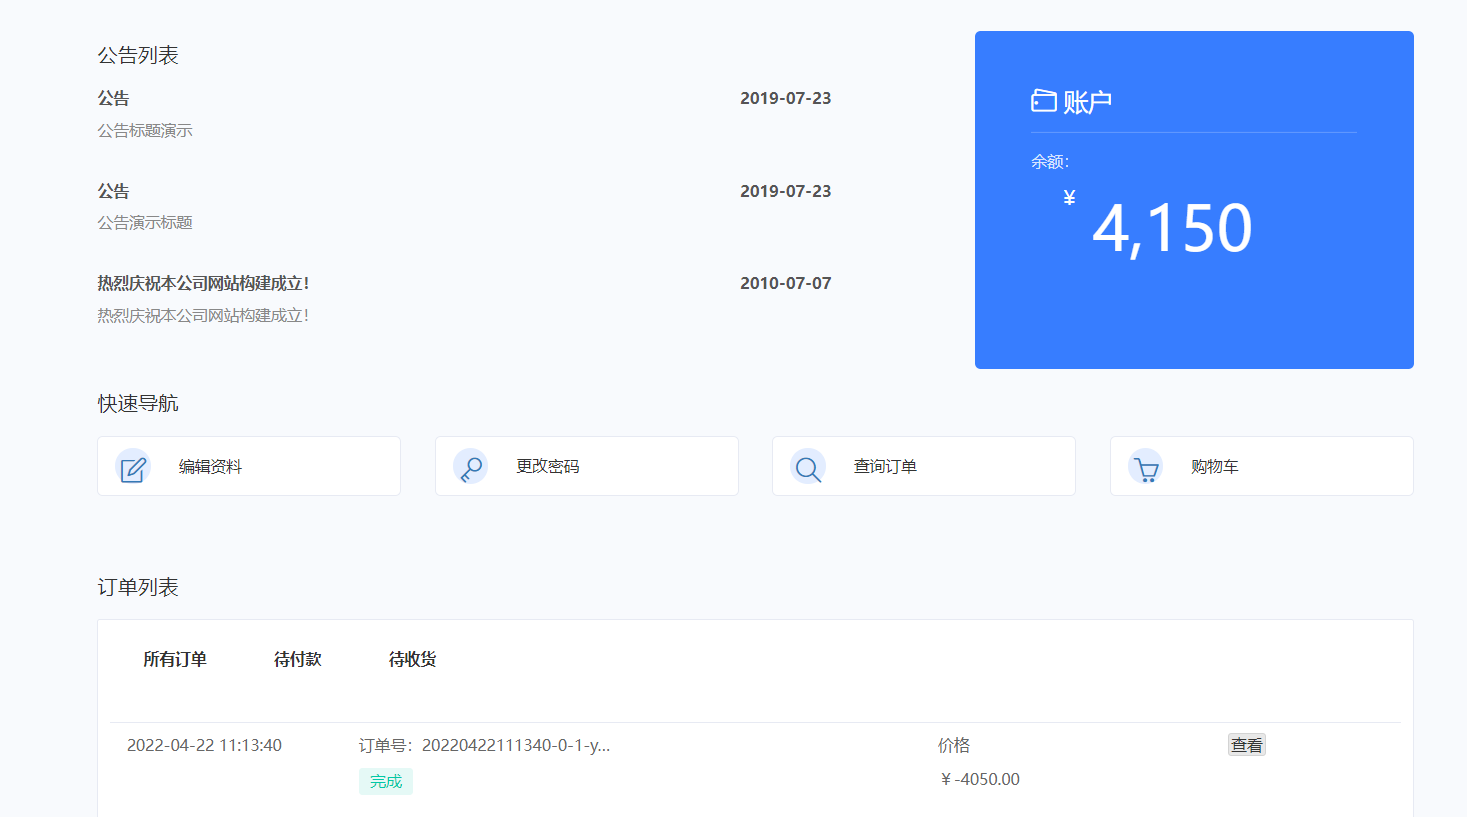 公告列表
公告 2019-07-23
公告标题演示
公告 2019-07-23
公告演示标题
热烈庆祝本公司网站构建成立! 2010-07-07
热烈庆祝本公司网站构建成立!
账户
余额:
¥ 4,150
快速导航
编辑资料 更改密码 查询订单 购物车
订单列表
所有订单 待付款 待收货
2022-04-22 11:13:40 订单号: 20220422111340-0-1-y... 价格 查看
完成 ¥-4050.00